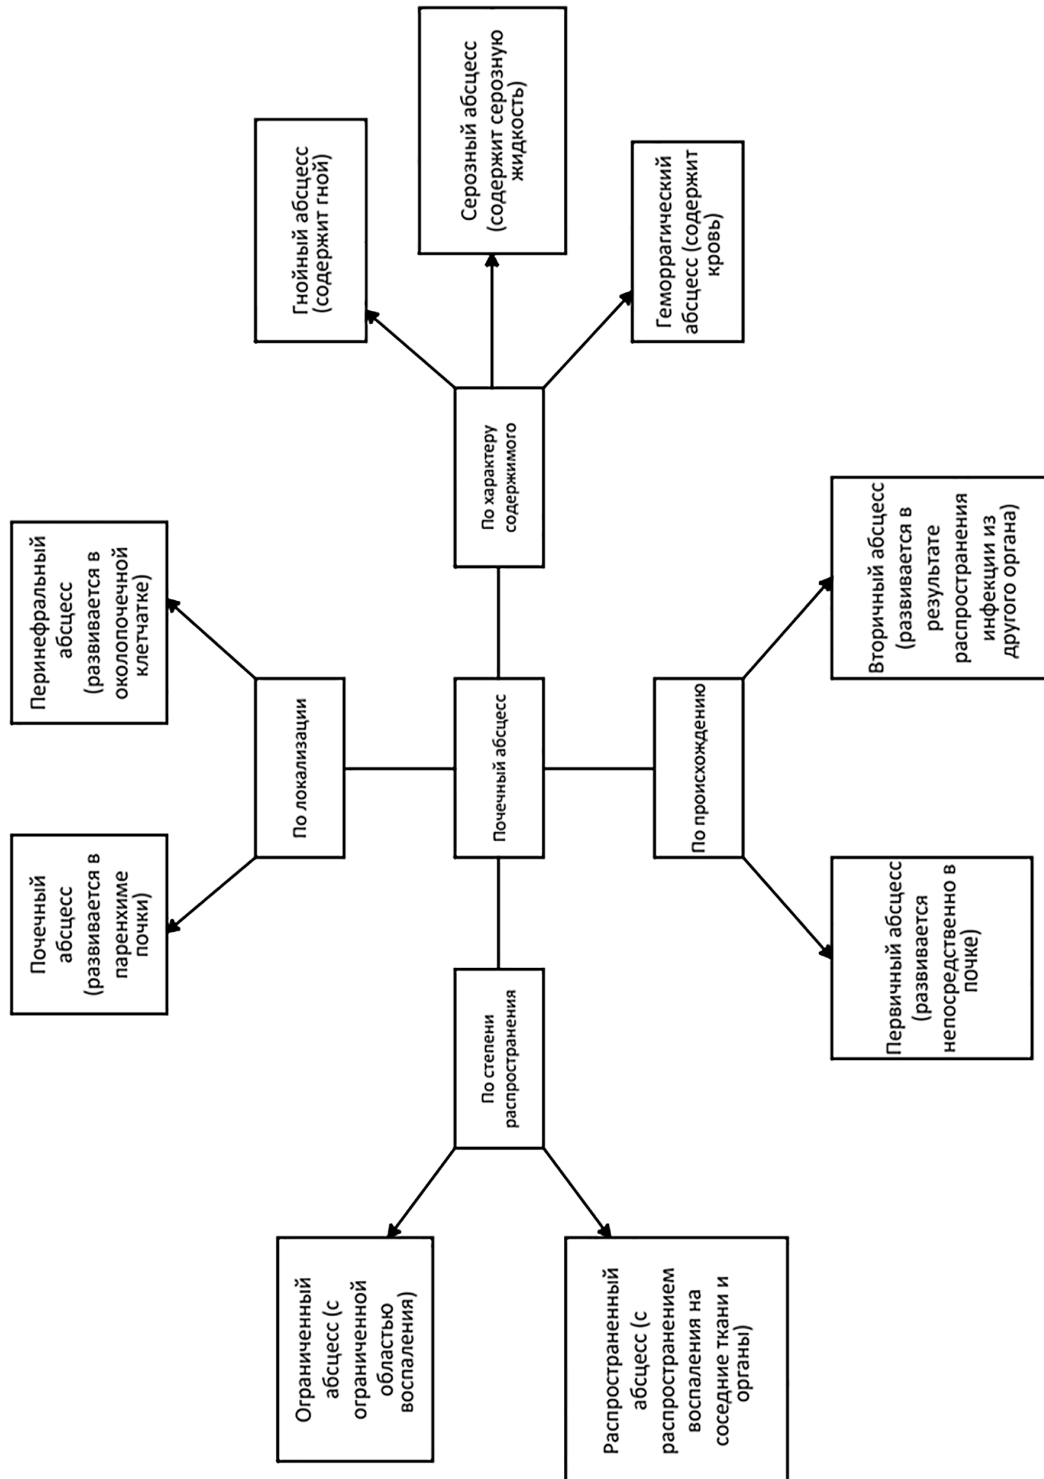 Почечный
абсцесс
(развивается в
паренхиме
почки)
Перинефральный
абсцесс
(развивается в
околопочечной
клетчатке)
По локализации
Ограниченный
абсцесс (с
ограниченной
областью
воспаления)
Гнойный абсцесс
(содержит гной)
По степени
распространения
Почечный абсцесс
По характеру
содержимого
Серозный абсцесс
(содержит серозную
жидкость)
Распространенный
абсцесс (с
распространением
воспаления на
соседние ткани и
органы)
По происхождению
Геморрагический
абсцесс (содержит
кровь)
Первичный абсцесс
(развивается
непосредственно в
почке)
Вторичный абсцесс
(развивается в
результате
распространения
инфекции из
другого органа)